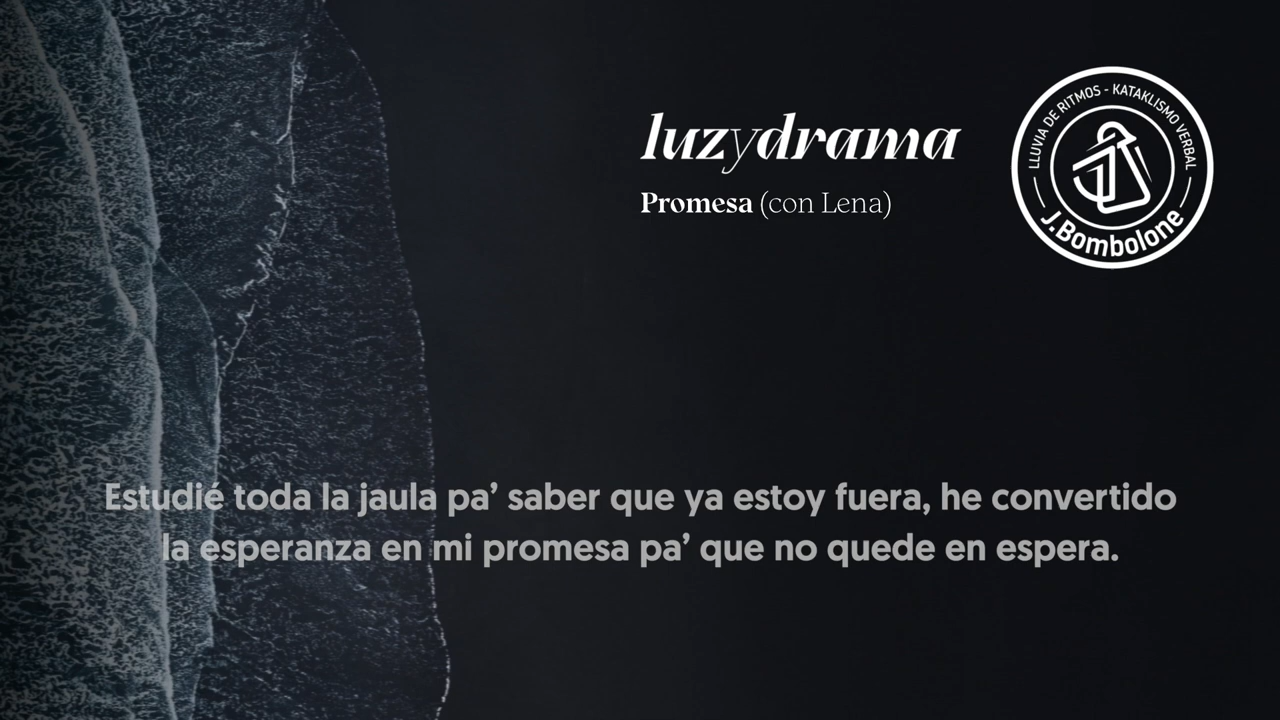 luzydrama
Promesa (con Lena)
LLUVIA DE RITMOS - KATAKLISMO VERBAL
J.Bombolone
Estudié toda la jaula pa’ saber que ya estoy fuera, he convertido
la esperanza en mi promesa pa’ que no quede en espera.